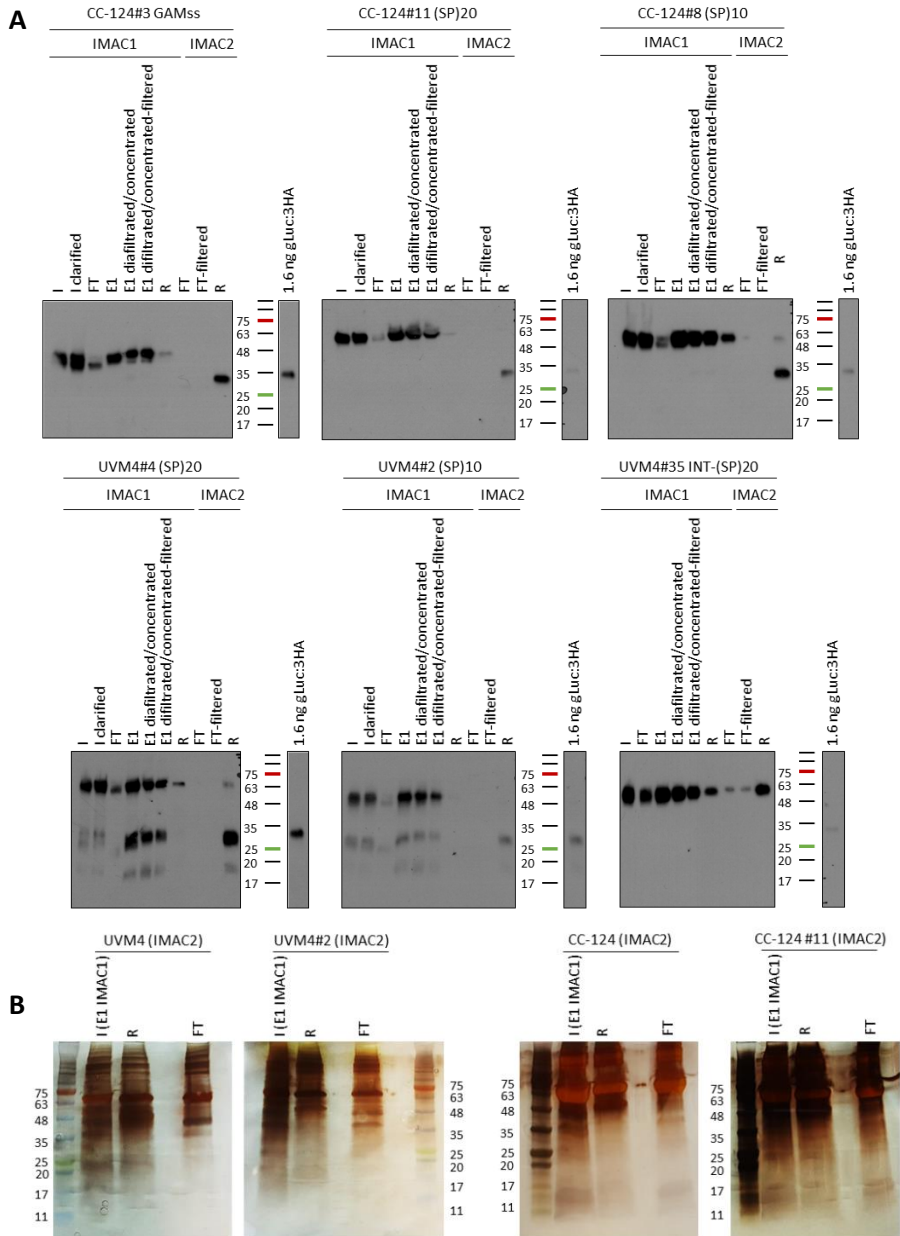 A
CC-124#3 GAMss
IMAC1 IMAC2
I
I clarified
FT
E1
E1 diafiltrated/concentrated
E1 difiltrated/concentrated-filtered
R
FT
FT-filtered
R
1.6 ng gLuc:3HA
75
63
48
35
25
20
17
CC-124#11 (SP)20
IMAC1 IMAC2
I
I clarified
FT
E1
E1 diafiltrated/concentrated
E1 difiltrated/concentrated-filtered
R
FT
FT-filtered
R
1.6 ng gLuc:3HA
75
63
48
35
25
20
17
CC-124#8 (SP)10
IMAC1 IMAC2
I
I clarified
FT
E1
E1 diafiltrated/concentrated
E1 difiltrated/concentrated-filtered
R
FT
FT-filtered
R
1.6 ng gLuc:3HA
75
63
48
35
25
20
17
UVM4#4 (SP)20
IMAC1 IMAC2
I
I clarified
FT
E1
E1 diafiltrated/concentrated
E1 difiltrated/concentrated-filtered
R
FT
FT-filtered
R
1.6 ng gLuc:3HA
75
63
48
35
25
20
17
UVM4#2 (SP)10
IMAC1 IMAC2
I
I clarified
FT
E1
E1 diafiltrated/concentrated
E1 difiltrated/concentrated-filtered
R
FT
FT-filtered
R
1.6 ng gLuc:3HA
75
63
48
35
25
20
17
UVM4#35 INT-(SP)20
IMAC1 IMAC2
I
FT
E1
E1 diafiltrated/concentrated
E1 difiltrated/concentrated-filtered
R
FT
FT-filtered
R
1.6 ng gLuc:3HA
75
63
48
35
25
20
17
B
UVM4 (IMAC2)
I (E1 IMAC1)
R
FT
75
63
48
35
25
20
17
11
UVM4#2 (IMAC2)
I (E1 IMAC1)
R
FT
75
63
48
35
25
20
17
11
CC-124 (IMAC2)
I (E1 IMAC1)
R
FT
75
63
48
35
25
20
17
11
CC-124 #11 (IMAC2)
I (E1 IMAC1)
R
FT
75
63
48
35
25
20
17
11